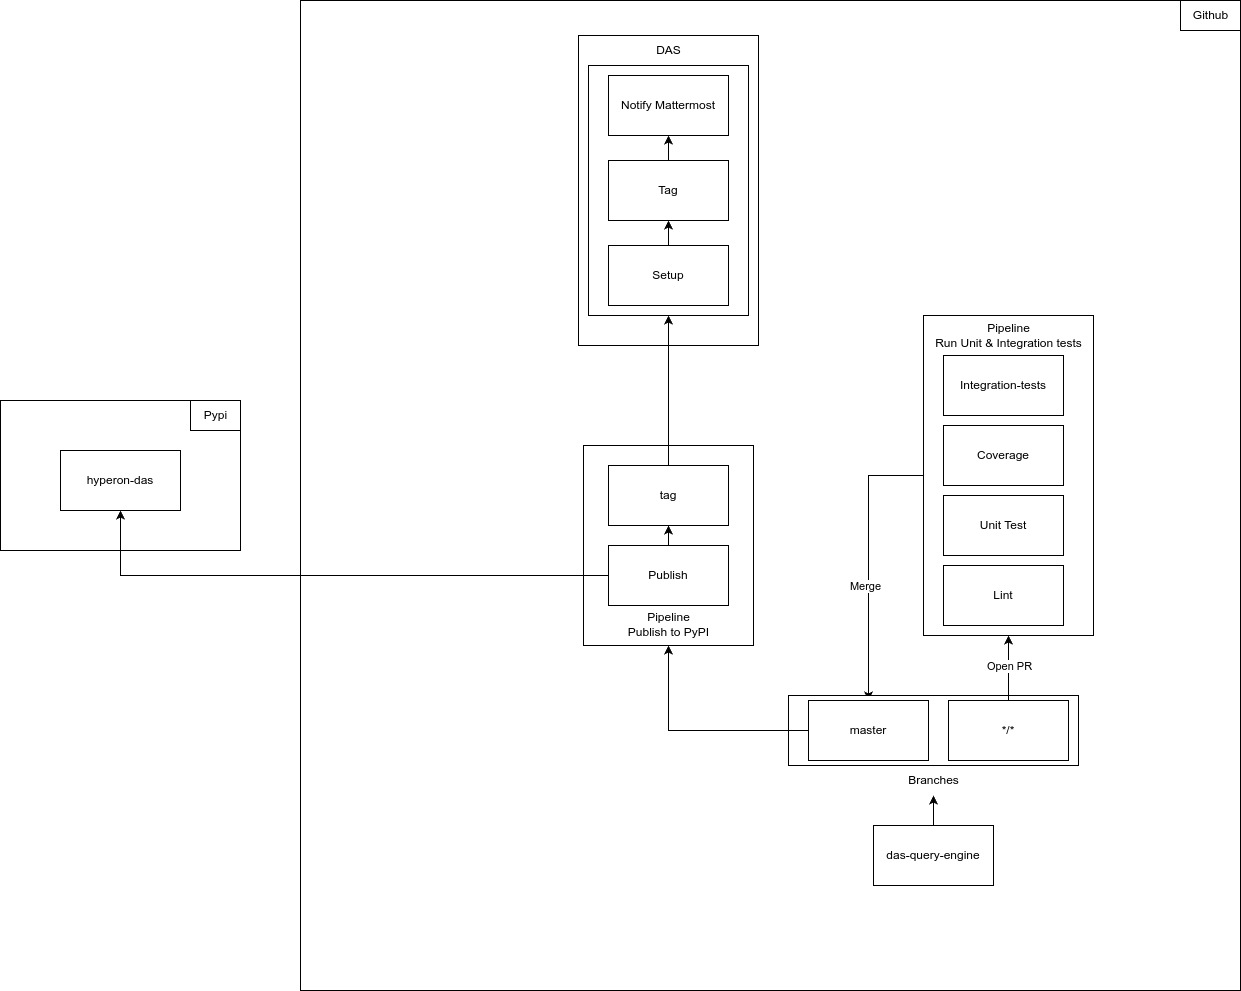 Github
DAS
Notify Mattermost
Tag
Setup
Pipeline
Run Unit & Integration tests
Integration-tests
Coverage
Unit Test
Lint
Pypi
hyperon-das
tag
Publish
Pipeline
Publish to PyPI
Merge
Open PR
master
*/*
Branches
das-query-engine